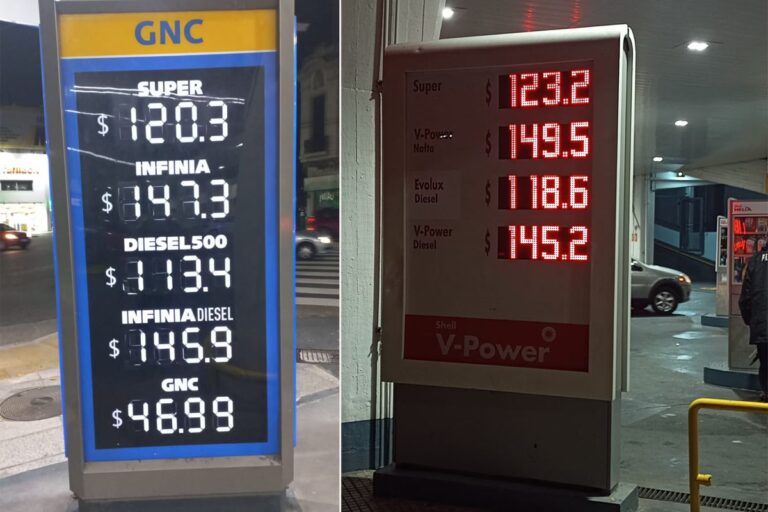 GNC
SUPER
$ 120.3
INFINIA
$ 147.3
DIESEL500
$ 113.4
INFINIA DIESEL
$ 145.9
GNC
$ 46.99
Super $ 123.2
V-Power Nafta $ 149.5
Evolux Diesel $ 118.6
V-Power Diesel $ 145.2
Shell
V-Power